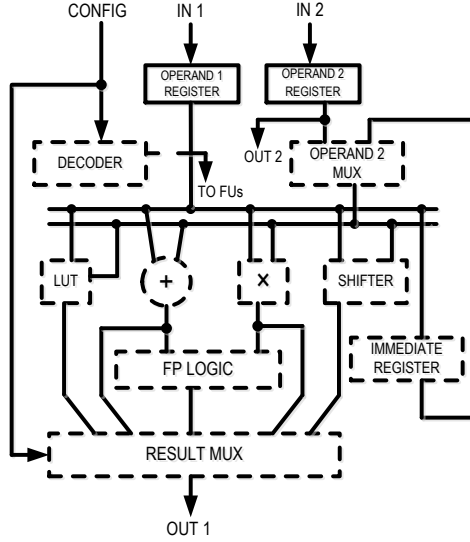 CONFIG
IN 1
IN 2
OPERAND 1
REGISTER
OPERAND 2
REGISTER
DECODER
OUT 2
OPERAND 2
MUX
TO FUs
LUT
+
X
SHIFTER
FP LOGIC
IMMEDIATE
REGISTER
RESULT MUX
OUT 1